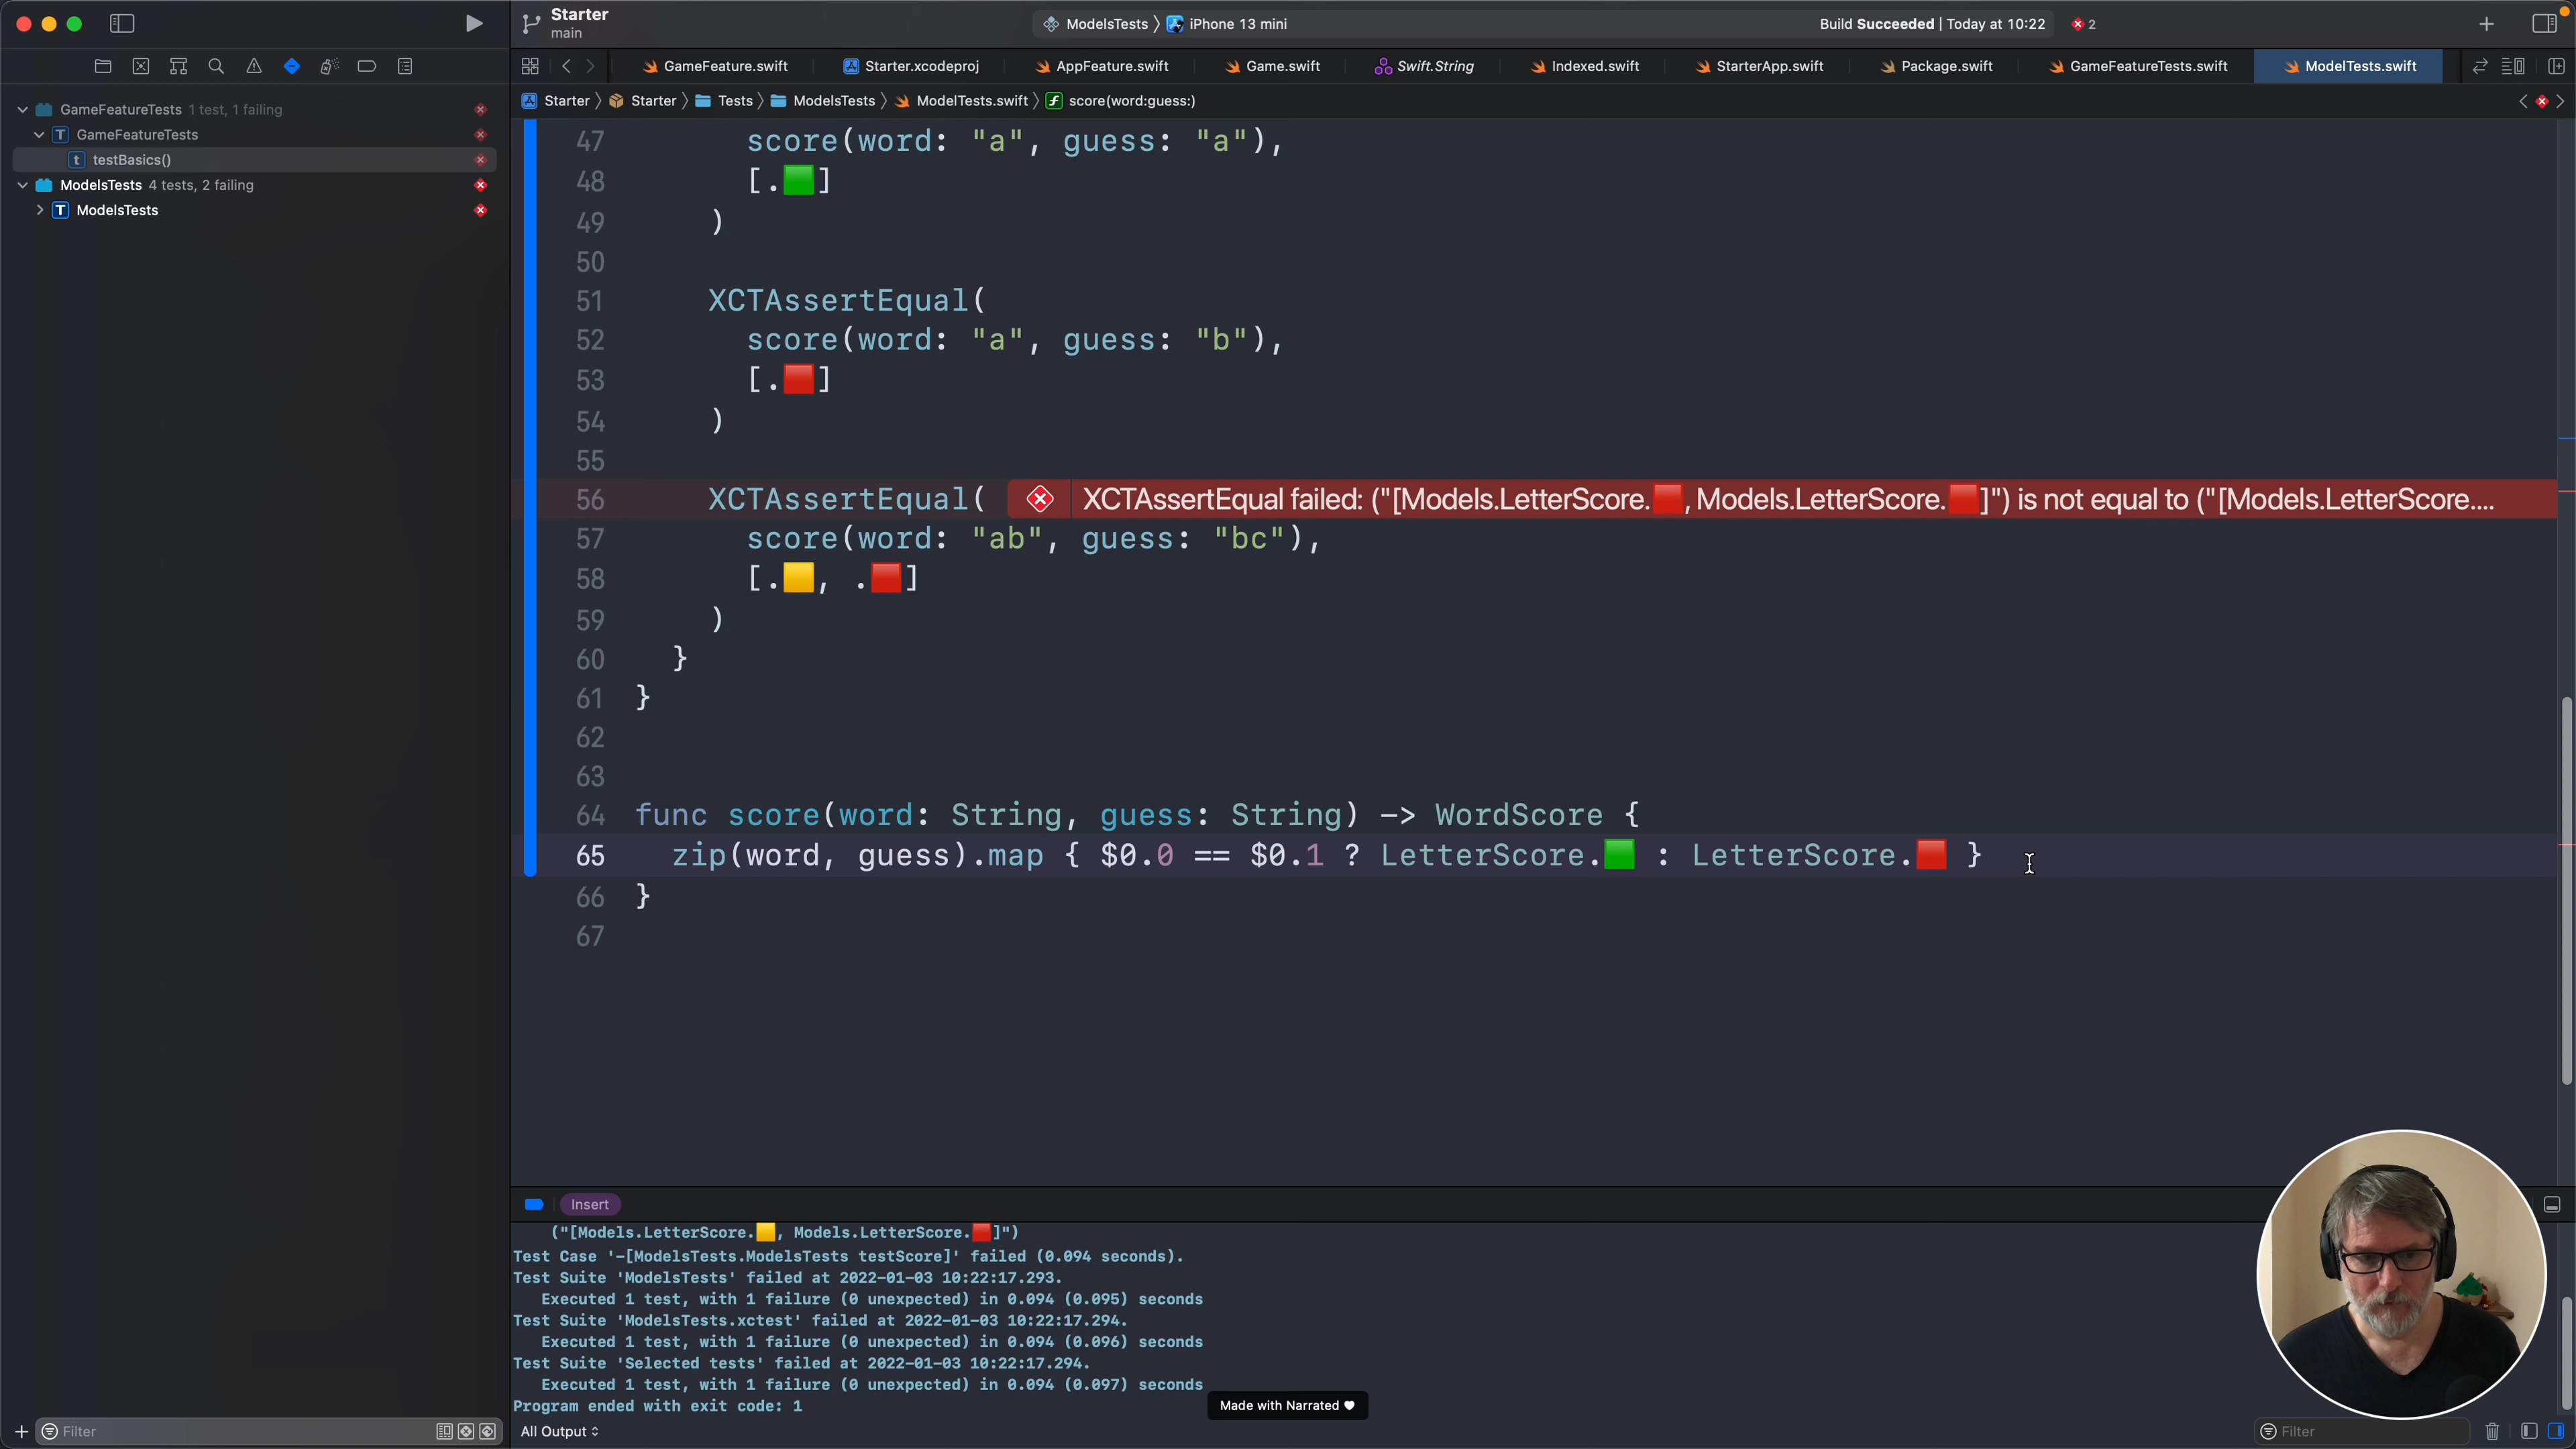 Starter
main
ModelsTests 〉 iPhone 13 mini
Build Succeeded | Today at 10:22
2
GameFeature.swift
Starter.xcodeproj
AppFeature.swift
Game.swift
Swift.String
Indexed.swift
StarterApp.swift
Package.swift
GameFeatureTests.swift
ModelTests.swift
Starter 〉 Starter 〉 Tests 〉 ModelsTests 〉 ModelTests.swift 〉 score(word:guess:)
GameFeatureTests 1 test, 1 failing
T GameFeatureTests
t testBasics()
ModelsTests 4 tests, 2 failing
T ModelsTests
47 score(word: "a", guess: "a"),
48 [.🟩]
49 )
50
51 XCTAssertEqual(
52 score(word: "a", guess: "b"),
53 [.🟥]
54 )
55
56 XCTAssertEqual( XCTAssertEqual failed: ("[Models.LetterScore.🟥, Models.LetterScore.🟥]") is not equal to ("[Models.LetterScore....
57 score(word: "ab", guess: "bc"),
58 [.🟨, .🟥]
59 )
60 }
61 }
62
63
64 func score(word: String, guess: String) -> WordScore {
65 zip(word, guess).map { $0.0 == $0.1 ? LetterScore.🟩 : LetterScore.🟥 }
66 }
67
Insert
("[Models.LetterScore.🟨, Models.LetterScore.🟥]")
Test Case '-[ModelsTests.ModelsTests testScore]' failed (0.094 seconds).
Test Suite 'ModelsTests' failed at 2022-01-03 10:22:17.293.
Executed 1 test, with 1 failure (0 unexpected) in 0.094 (0.095) seconds
Test Suite 'ModelsTests.xctest' failed at 2022-01-03 10:22:17.294.
Executed 1 test, with 1 failure (0 unexpected) in 0.094 (0.096) seconds
Test Suite 'Selected tests' failed at 2022-01-03 10:22:17.294.
Executed 1 test, with 1 failure (0 unexpected) in 0.094 (0.097) seconds
Program ended with exit code: 1
Made with Narrated ♥
Filter
All Output
Filter